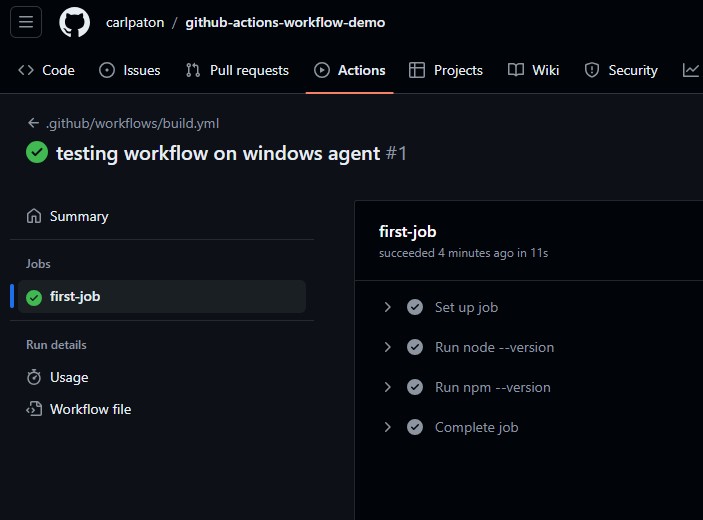 carlpaton / github-actions-workflow-demo
Code Issues Pull requests Actions Projects Wiki Security
.github/workflows/build.yml
testing workflow on windows agent #1
Summary
Jobs
first-job
Run details
Usage
Workflow file
first-job
succeeded 4 minutes ago in 11s
Set up job
Run node --version
Run npm --version
Complete job